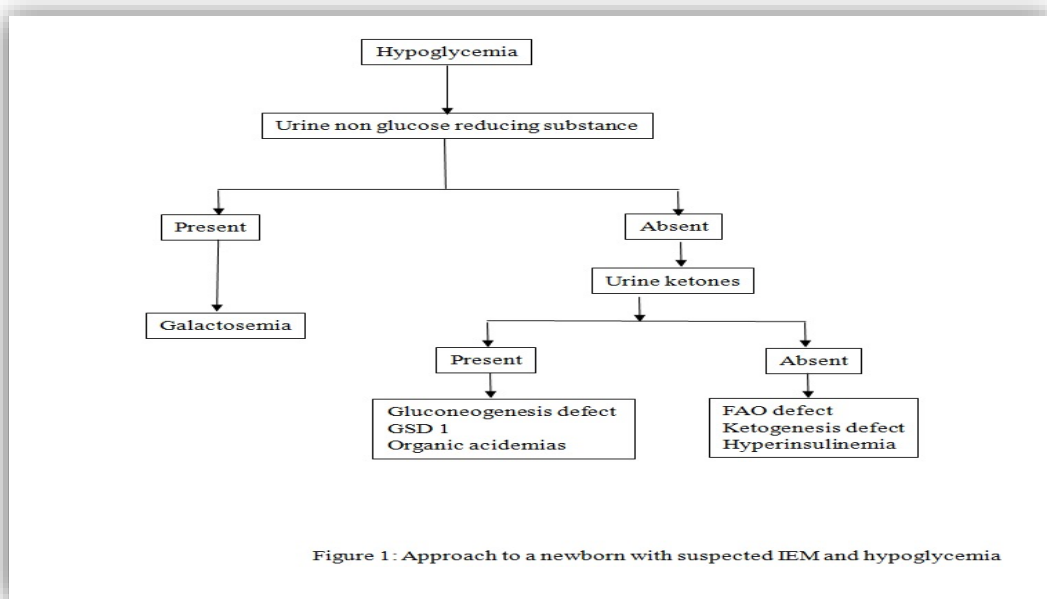 Hypoglycemia
Urine non glucose reducing substance
Present
Absent
Urine ketones
Galactosemia
Present
Absent
Gluconeogenesis defect
GSD 1
Organic acidemias
FAO defect
Ketogenesis defect
Hyperinsulinemia
Figure 1: Approach to a newborn with suspected IEM and hypoglycemia